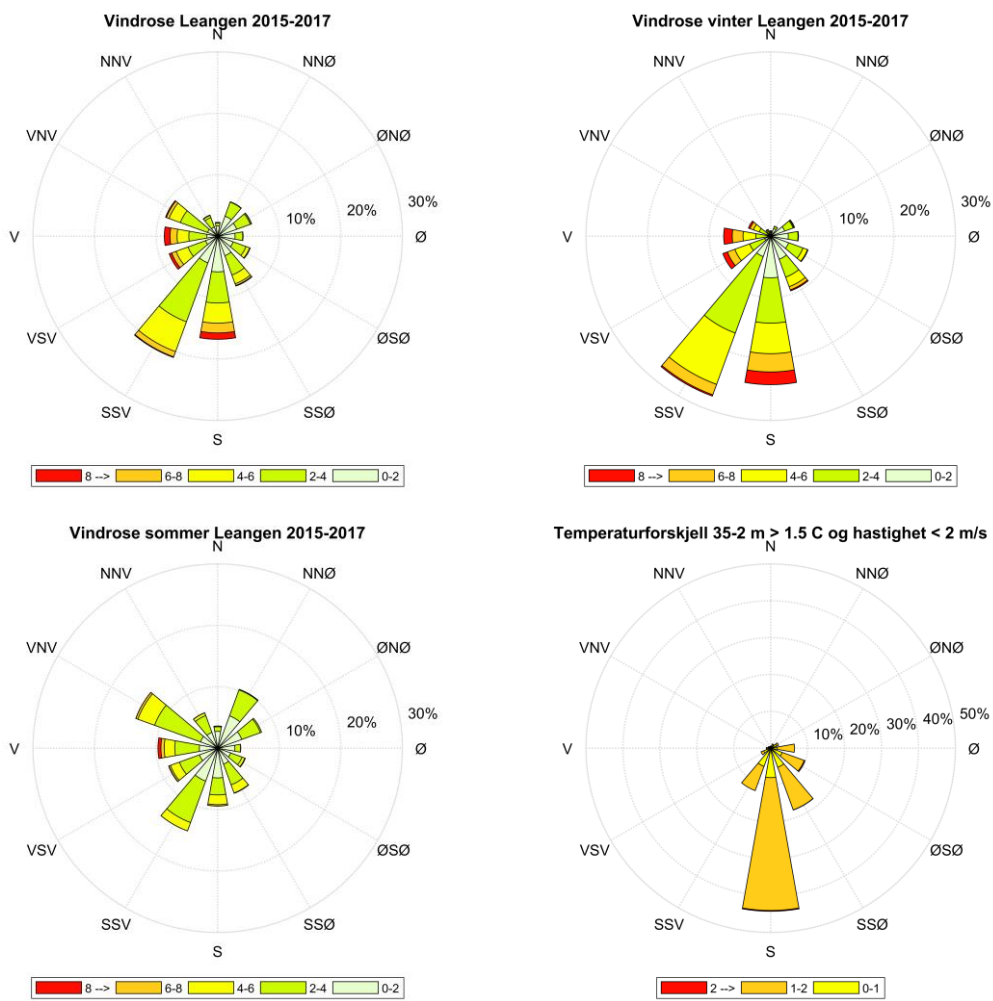 Vindrose Leangen 2015-2017
N
NNV
NNØ
VNV
ØNØ
10%
20%
30%
V
Ø
VSV
ØSØ
SSV
SSØ
S
8 -->
6-8
4-6
2-4
0-2
Vindrose vinter Leangen 2015-2017
N
NNV
NNØ
VNV
ØNØ
10%
20%
30%
V
Ø
VSV
ØSØ
SSV
SSØ
S
8 -->
6-8
4-6
2-4
0-2
Vindrose sommer Leangen 2015-2017
N
NNV
NNØ
VNV
ØNØ
10%
20%
30%
V
Ø
VSV
ØSØ
SSV
SSØ
S
8 -->
6-8
4-6
2-4
0-2
Temperaturforskjell 35-2 m > 1.5 C og hastighet < 2 m/s
N
NNV
NNØ
VNV
ØNØ
10%
20%
30%
40%
50%
V
Ø
VSV
ØSØ
SSV
SSØ
S
2 -->
1-2
0-1